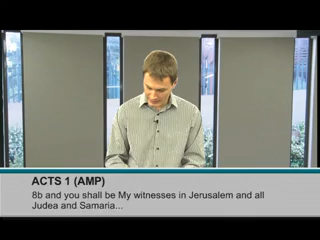 ACTS 1 (AMP)
8b and you shall be My witnesses in Jerusalem and all
Judea and Samaria...